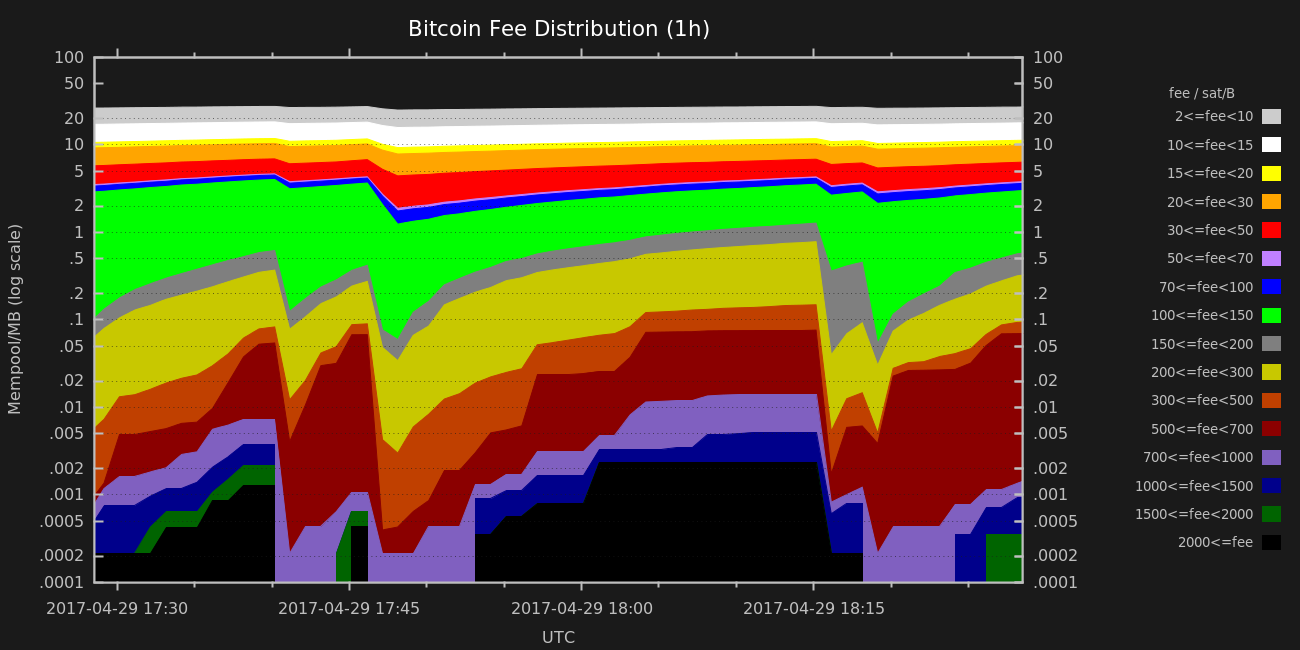 Bitcoin Fee Distribution (1h)
100
50
20
10
5
2
1
.5
.2
.1
.05
.02
.01
.005
.002
.001
.0005
.0002
.0001
Mempool/MB (log scale)
100
50
20
10
5
2
1
.5
.2
.1
.05
.02
.01
.005
.002
.001
.0005
.0002
.0001
fee / sat/B
2<=fee<10
10<=fee<15
15<=fee<20
20<=fee<30
30<=fee<50
50<=fee<70
70<=fee<100
100<=fee<150
150<=fee<200
200<=fee<300
300<=fee<500
500<=fee<700
700<=fee<1000
1000<=fee<1500
1500<=fee<2000
2000<=fee
2017-04-29 17:30 2017-04-29 17:45 2017-04-29 18:00 2017-04-29 18:15
UTC